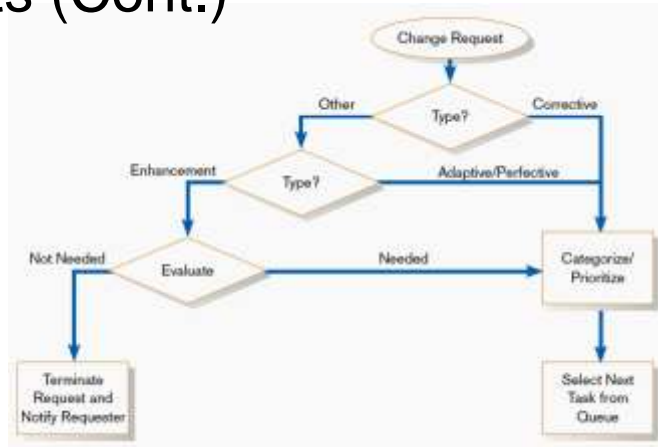 (Cont.)
Change Request
Other
Corrective
Type?
Enhancement
Type?
Adaptive/Perfective
Not Needed
Evaluate
Needed
Categorize/
Prioritize
Terminate
Request and
Notify Requester
Select Next
Task from
Queue